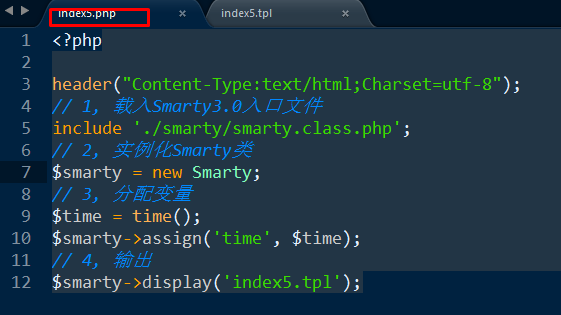 index5.php × index5.tpl ×
1 <?php
2
3 header("Content-Type:text/html;Charset=utf-8");
4 // 1, 载入Smarty3.0入口文件
5 include './smarty/smarty.class.php';
6 // 2, 实例化Smarty类
7 $smarty = new Smarty;
8 // 3, 分配变量
9 $time = time();
10 $smarty->assign('time', $time);
11 // 4, 输出
12 $smarty->display('index5.tpl');